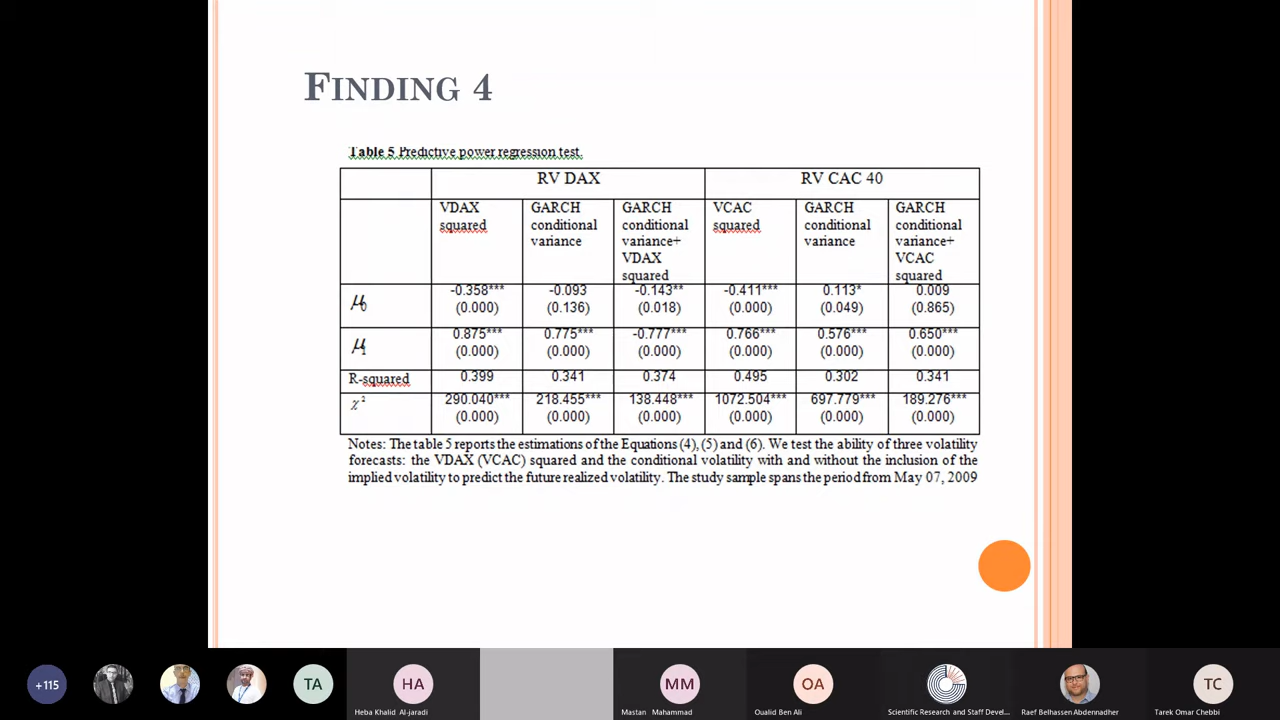 FINDING 4
Table 5 Predictive power regression test.
RV DAX RV CAC 40
VDAX squared GARCH conditional variance GARCH conditional variance+ VDAX squared VCAC squared GARCH conditional variance GARCH conditional variance+ VCAC squared
μ0 -0.358*** -0.093 -0.143** -0.411*** 0.113* 0.009
(0.000) (0.136) (0.018) (0.000) (0.049) (0.865)
μ1 0.875*** 0.775*** -0.777*** 0.766*** 0.576*** 0.650***
(0.000) (0.000) (0.000) (0.000) (0.000) (0.000)
R-squared 0.399 0.341 0.374 0.495 0.302 0.341
χ² 290.040*** 218.455*** 138.448*** 1072.504*** 697.779*** 189.276***
(0.000) (0.000) (0.000) (0.000) (0.000) (0.000)
Notes: The table 5 reports the estimations of the Equations (4), (5) and (6). We test the ability of three volatility
forecasts: the VDAX (VCAC) squared and the conditional volatility with and without the inclusion of the
implied volatility to predict the future realized volatility. The study sample spans the period from May 07, 2009
+115 TA HA MM OA TC
Heba Khalid Al-jaradi Mastan Mahammad Oualid Ben Ali Scientific Research and Staff Devel... Raef Belhassen Abdennadher Tarek Omar Chebbi